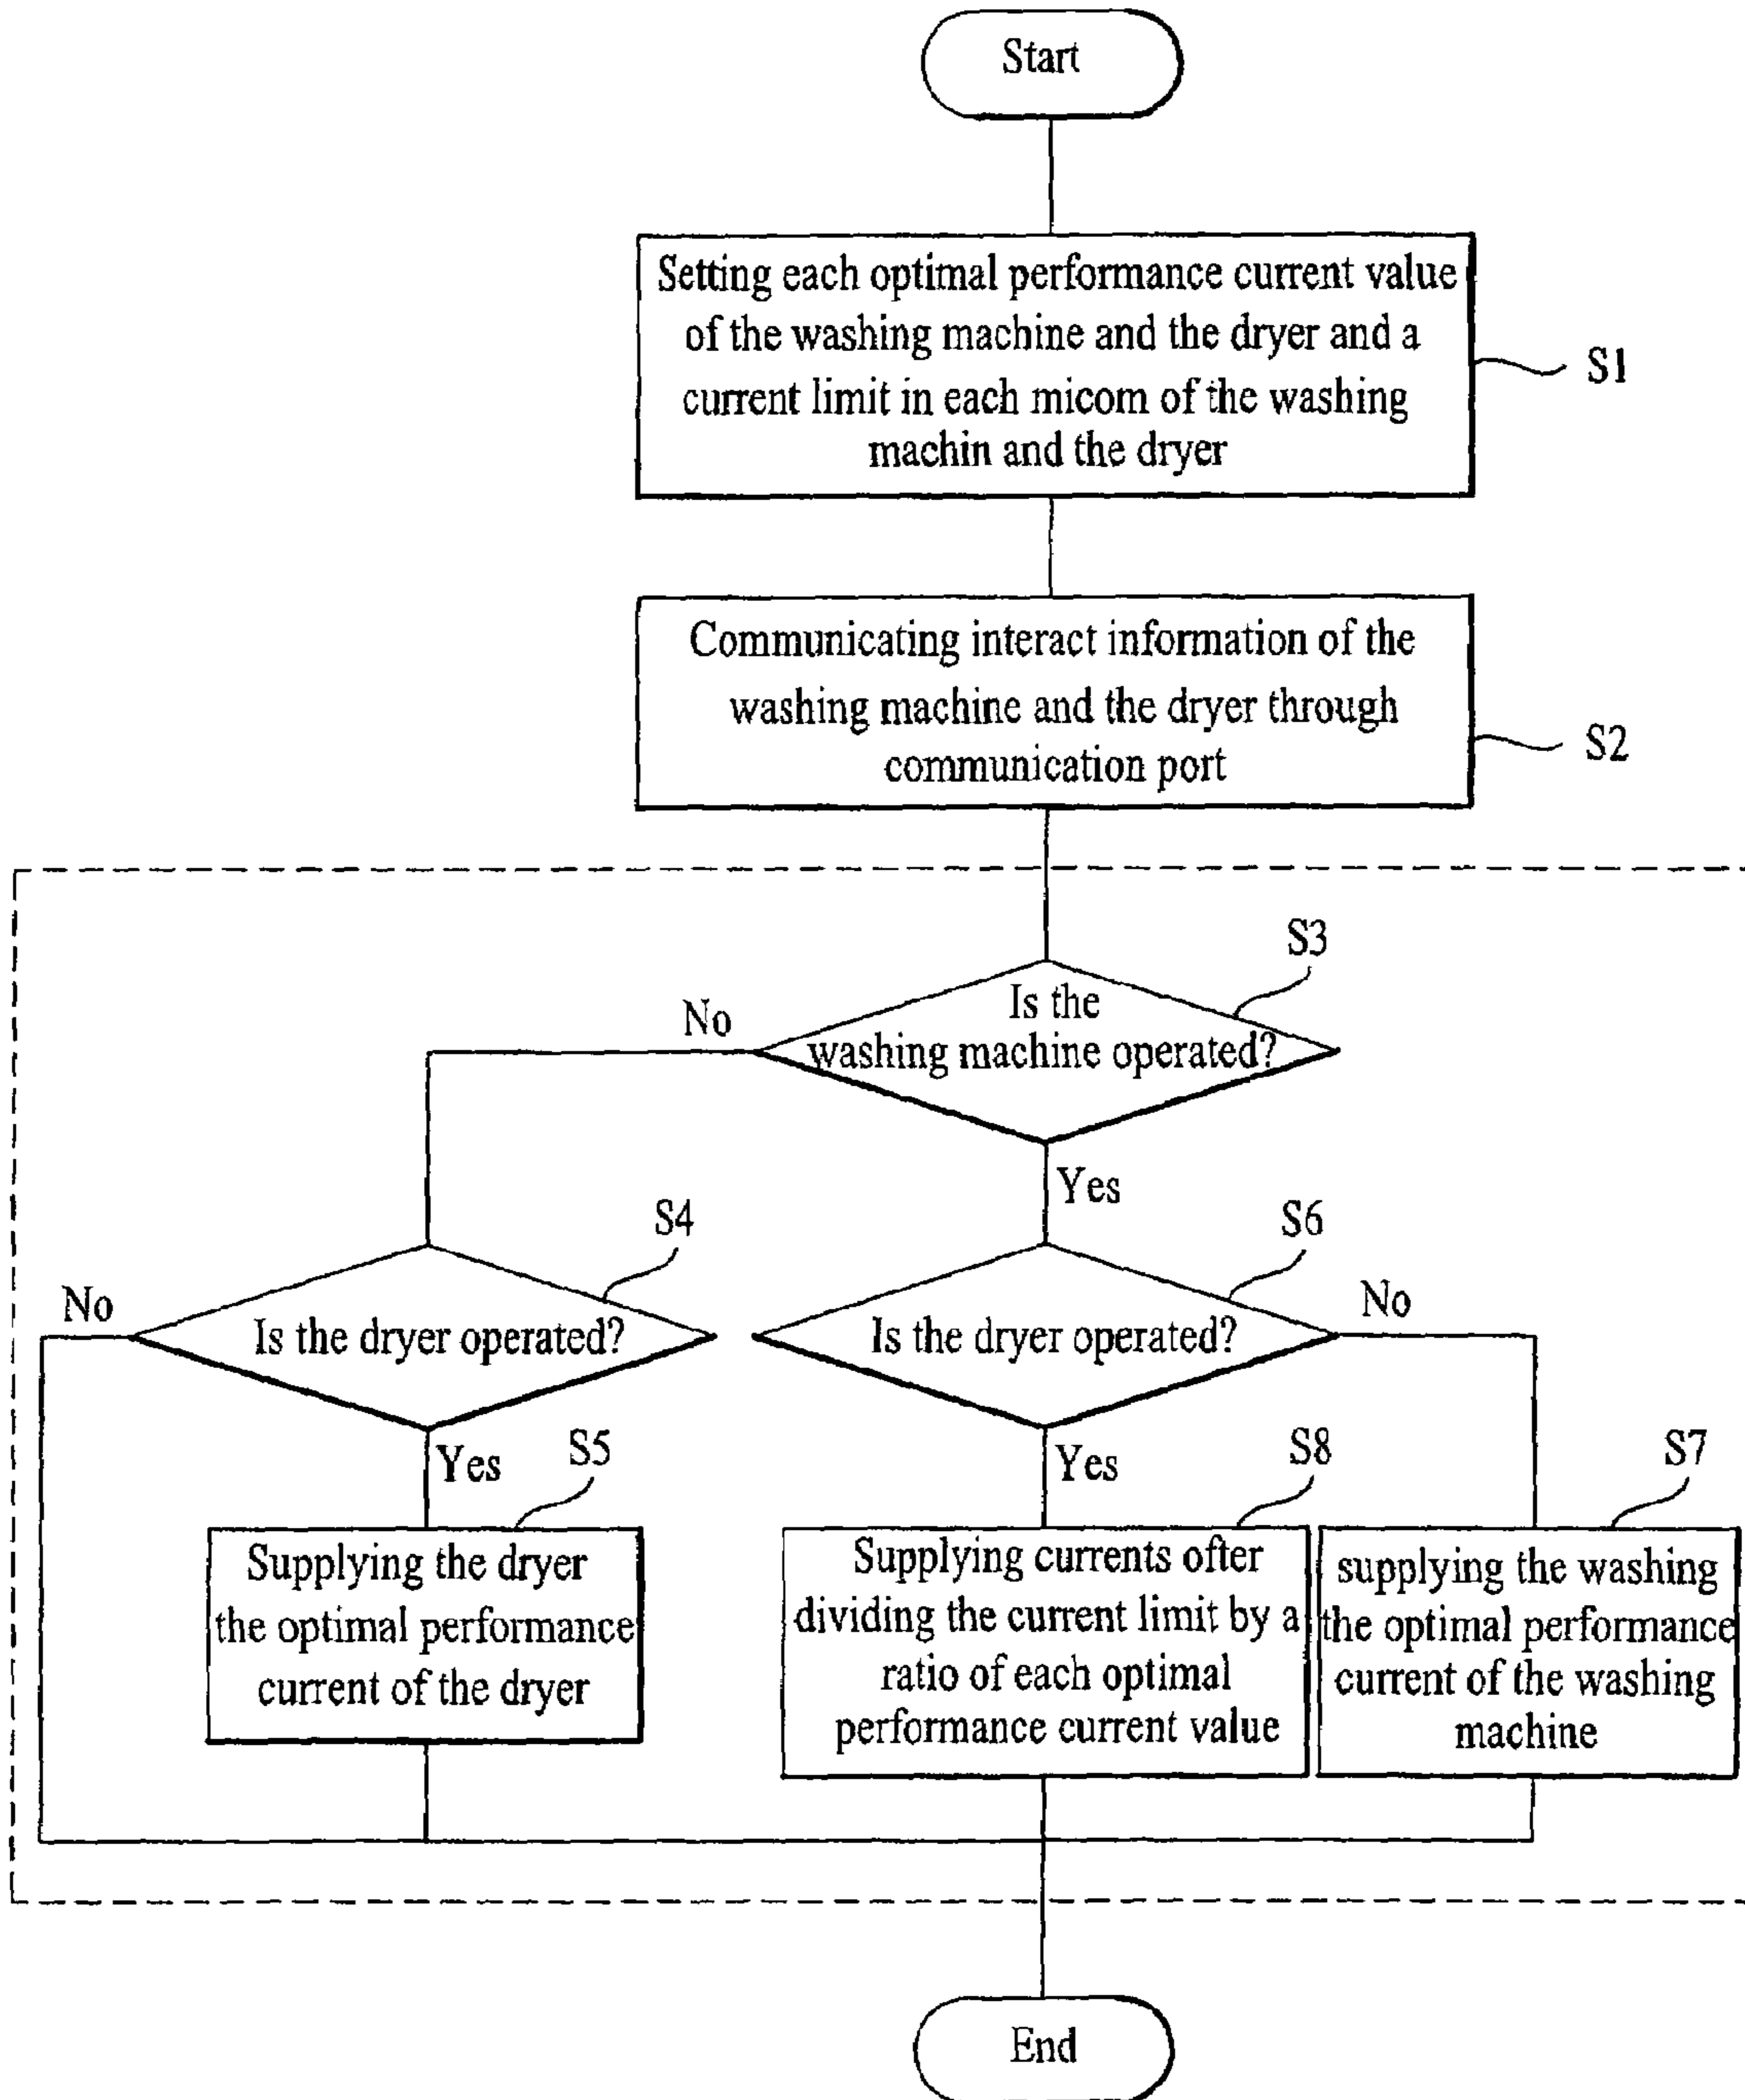 Start
Setting each optimal performance current value
of the washing machine and the dryer and a
current limit in each micom of the washing
machin and the dryer
S1
Communicating interact information of the
washing machine and the dryer through
communication port
S2
S3
Is the
washing machine operated?
No
Yes
S4
Is the dryer operated?
No
Yes
S6
Is the dryer operated?
No
Yes
S5
Supplying the dryer
the optimal performance
current of the dryer
S8
Supplying currents ofter
dividing the current limit by a
ratio of each optimal
performance current value
S7
supplying the washing
the optimal performance
current of the washing
machine
End